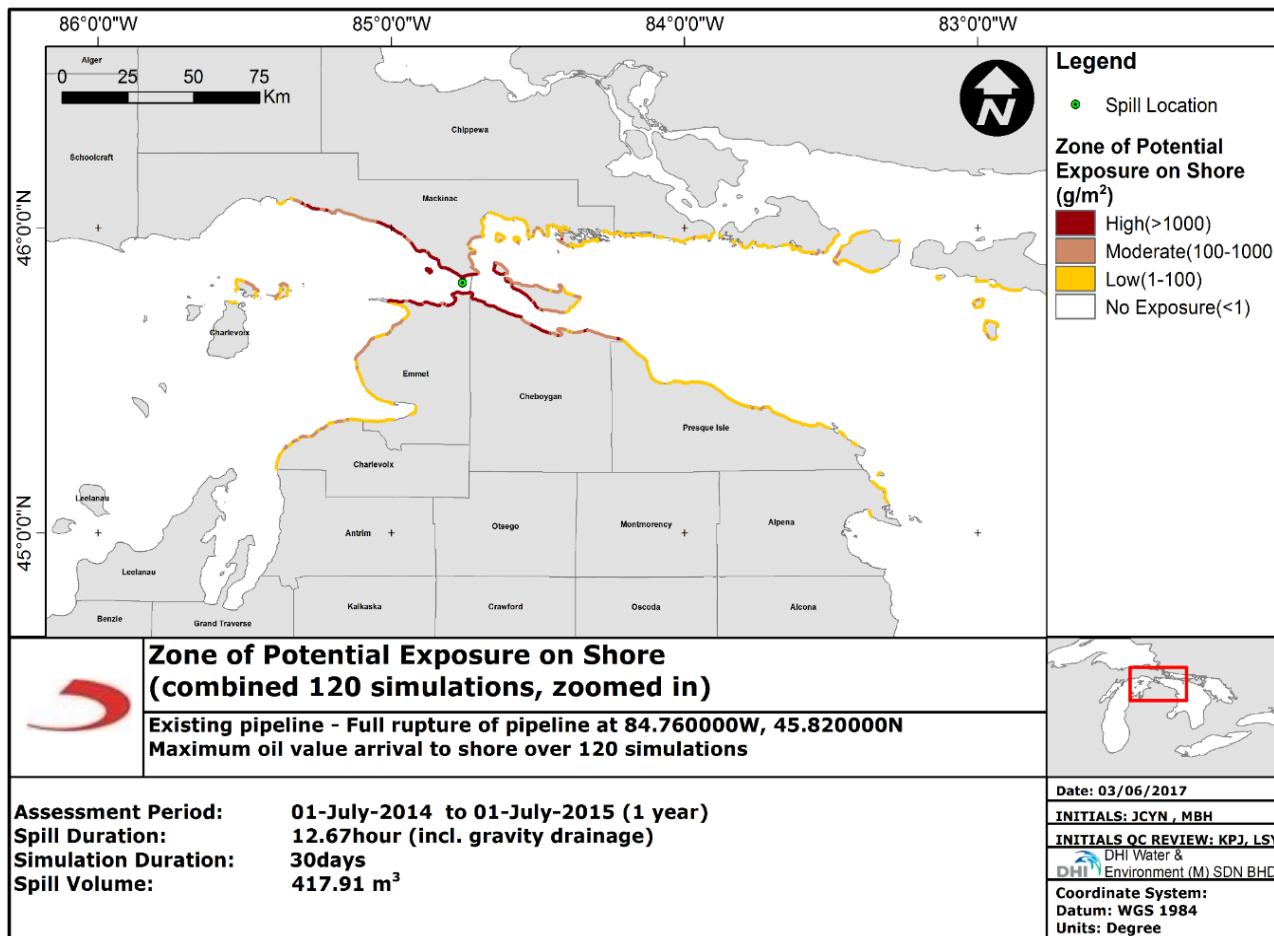 86°0'0"W 85°0'0"W 84°0'0"W 83°0'0"W
46°0'0"N
45°0'0"N
0 25 50 75
Km
N
Alger
Chippewa
Schoolcraft
Mackinac
Charlevoix
Emmet
Cheboygan
Presque Isle
Charlevoix
Leelanau
Antrim
Otsego
Montmorency
Alpena
Leelanau
Kalkaska
Crawford
Oscoda
Alcona
Benzie
Grand Traverse
Legend
Spill Location
Zone of Potential
Exposure on Shore
(g/m²)
High(>1000)
Moderate(100-1000
Low(1-100)
No Exposure(<1)
Zone of Potential Exposure on Shore
(combined 120 simulations, zoomed in)
Existing pipeline - Full rupture of pipeline at 84.760000W, 45.820000N
Maximum oil value arrival to shore over 120 simulations
Assessment Period: 01-July-2014 to 01-July-2015 (1 year)
Spill Duration: 12.67hour (incl. gravity drainage)
Simulation Duration: 30days
Spill Volume: 417.91 m³
Date: 03/06/2017
INITIALS: JCYN , MBH
INITIALS QC REVIEW: KPJ, LSY
DHI
DHI Water &
Environment (M) SDN BHD
Coordinate System:
Datum: WGS 1984
Units: Degree